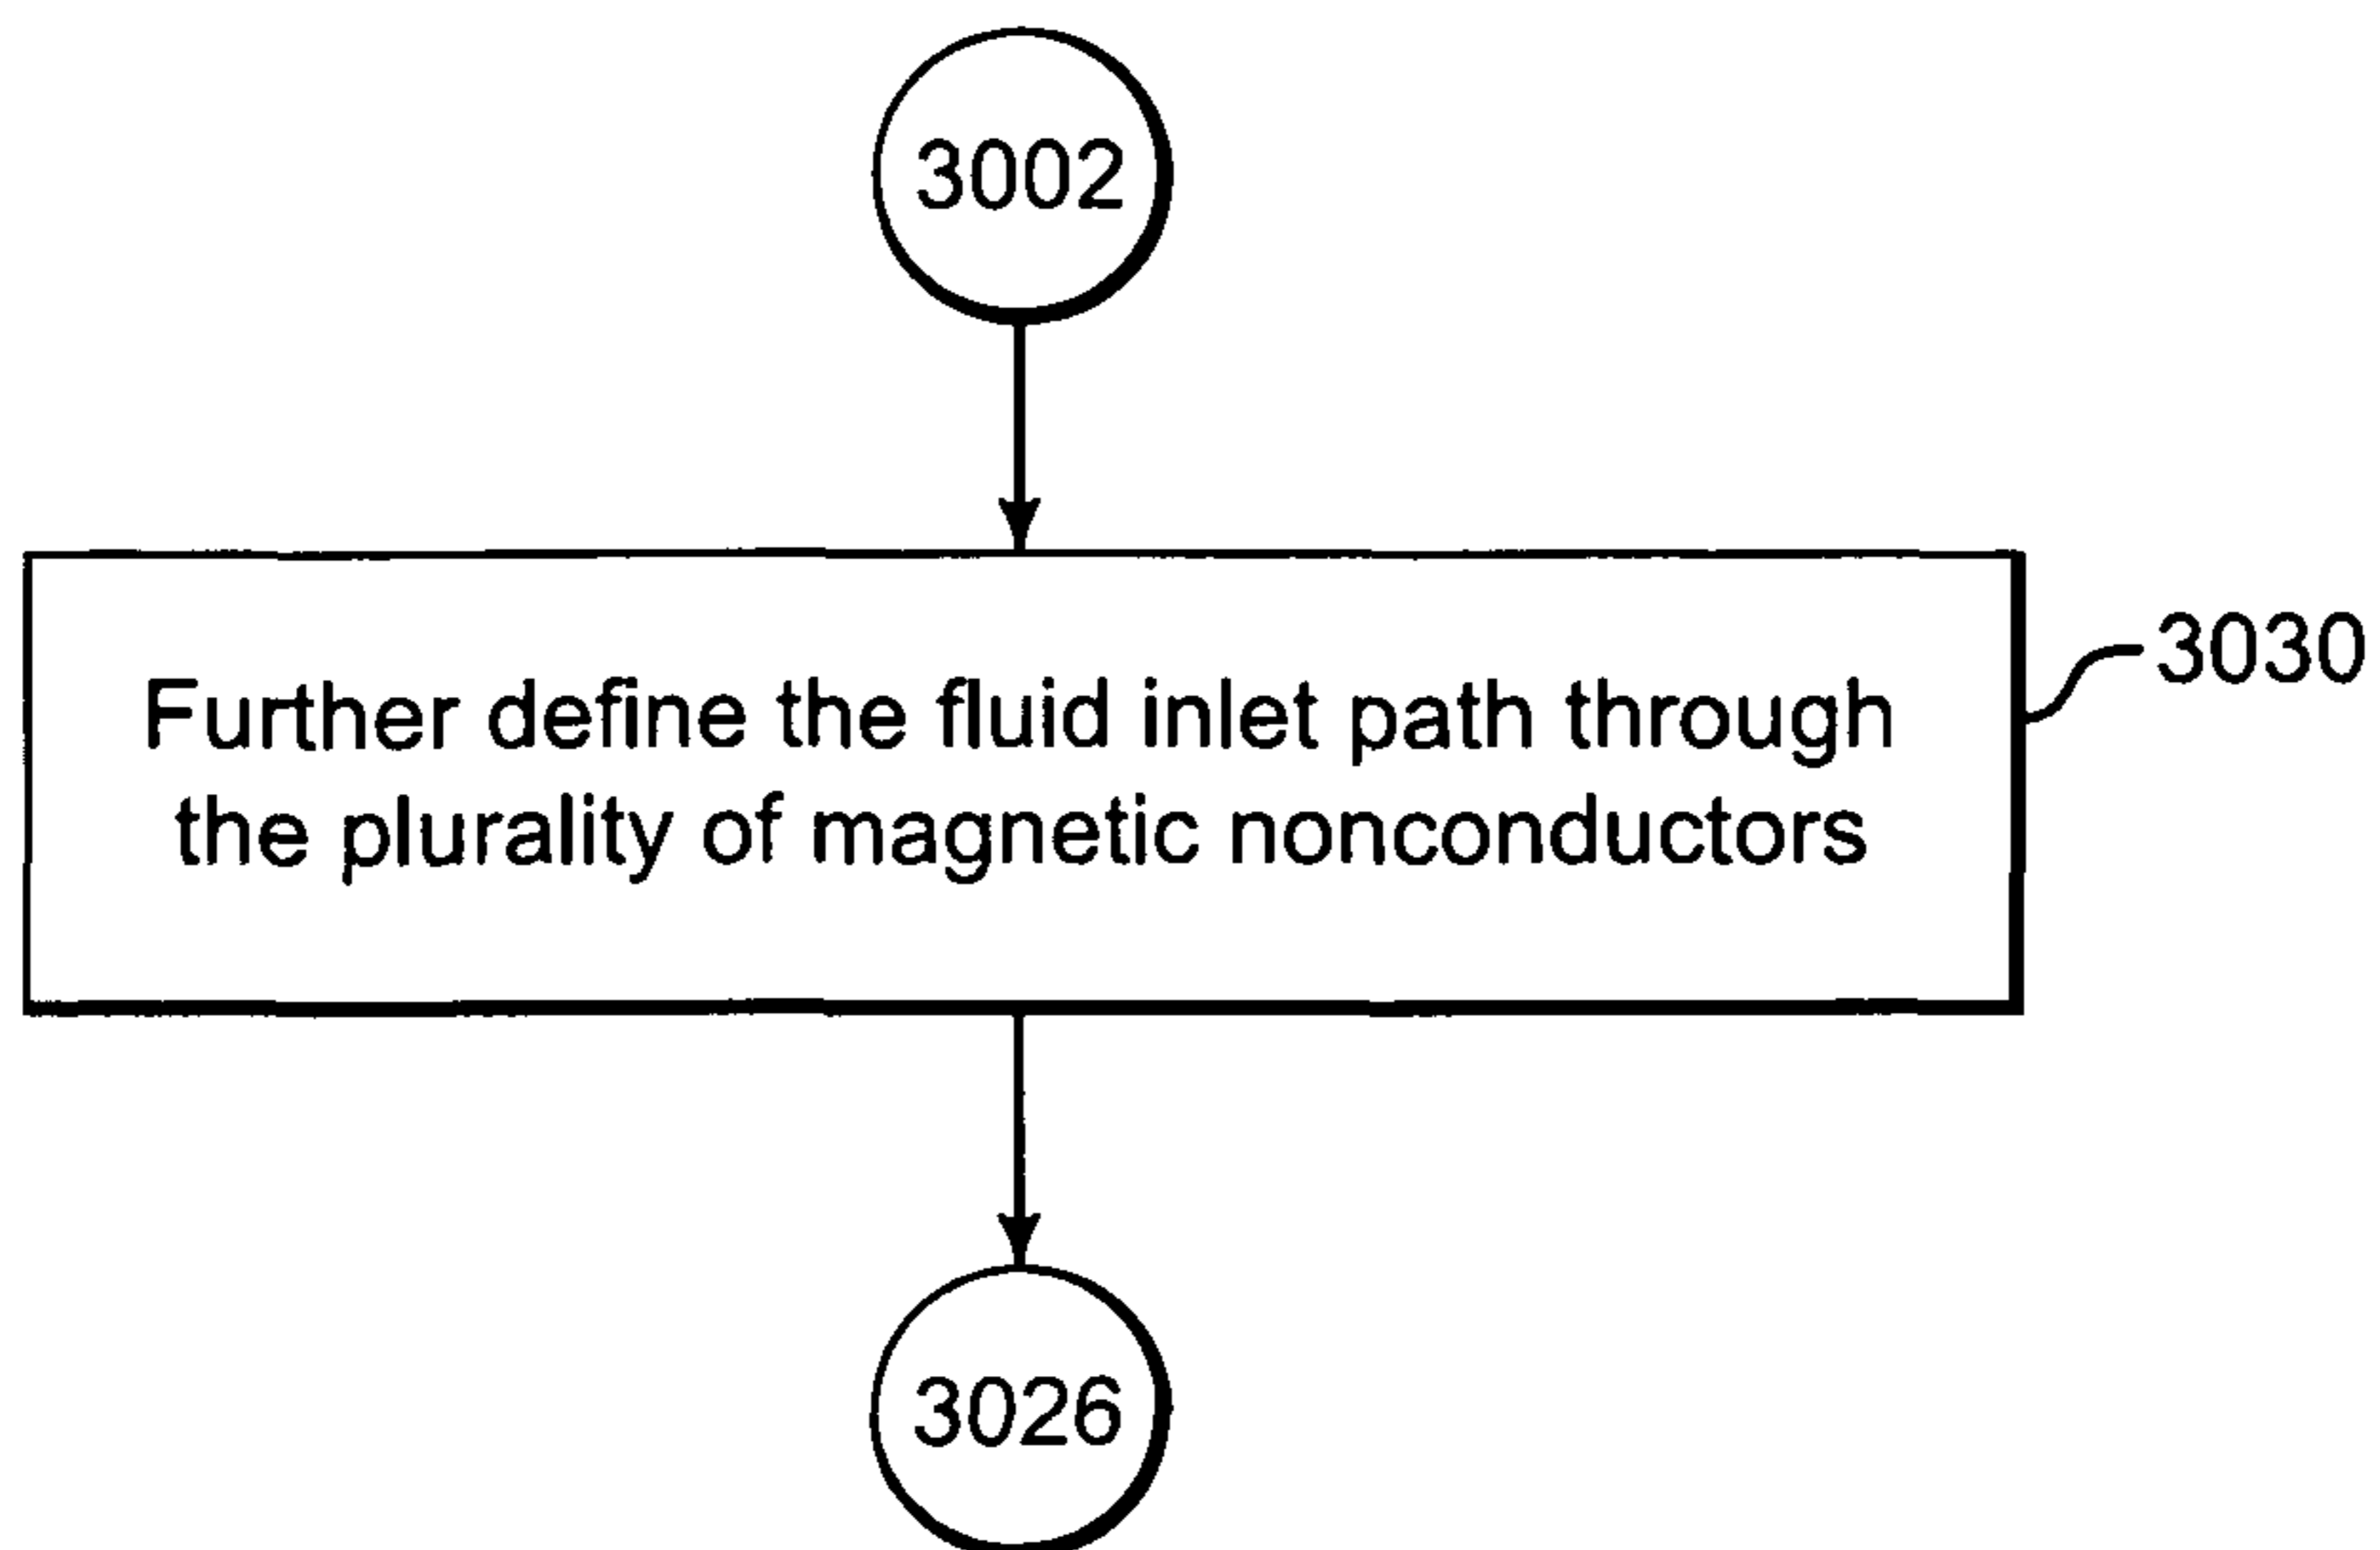 3002
3030
Further define the fluid inlet path through
the plurality of magnetic nonconductors
3026